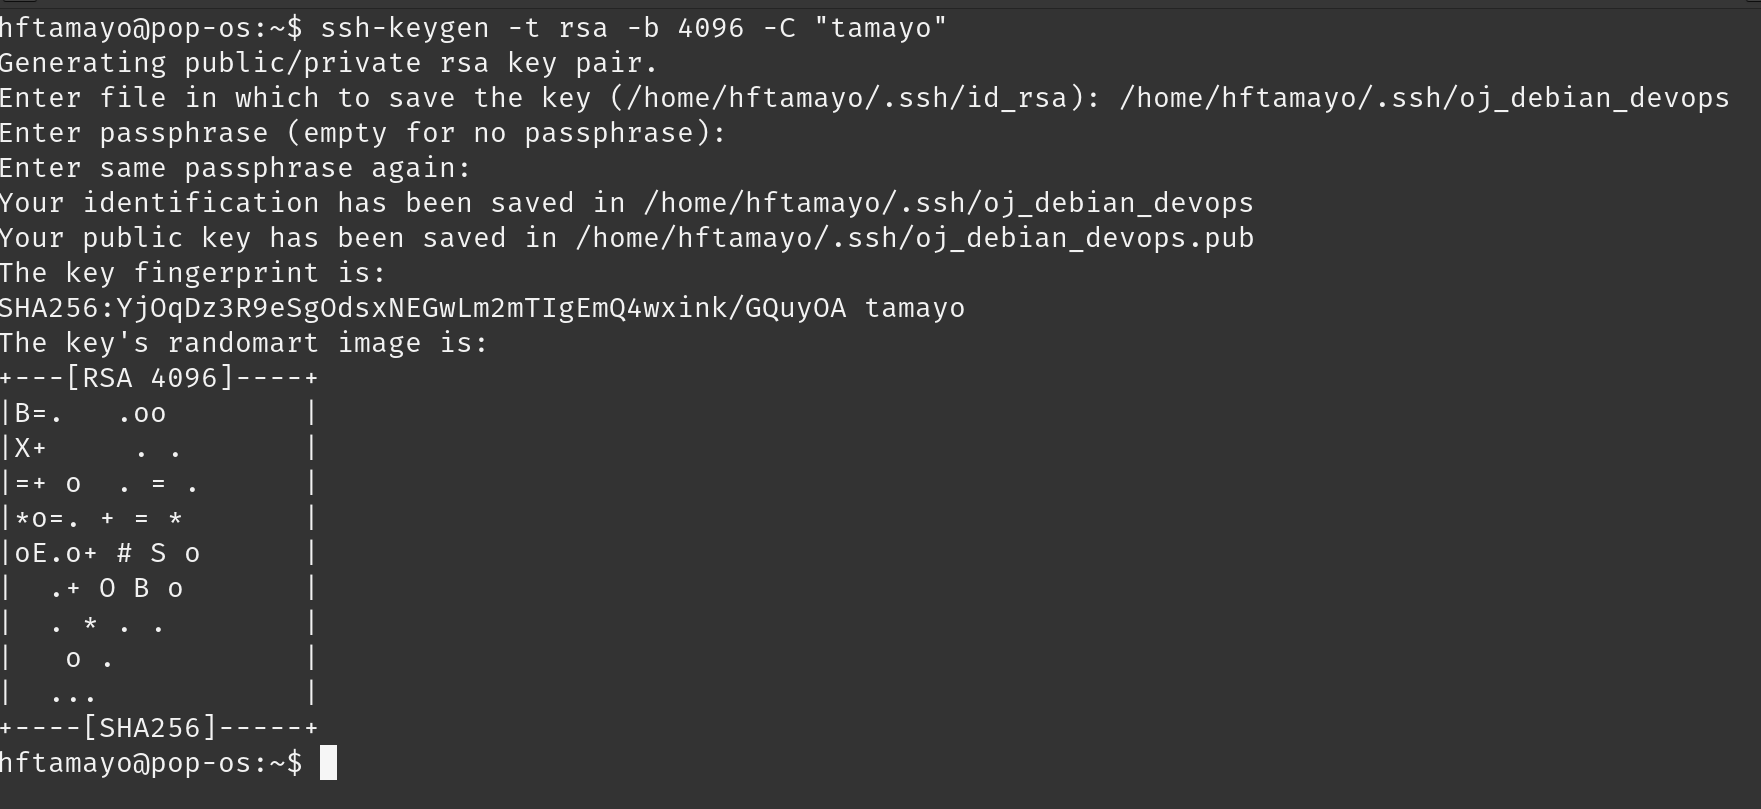 hftamayo@pop-os:~$ ssh-keygen -t rsa -b 4096 -C "tamayo"
Generating public/private rsa key pair.
Enter file in which to save the key (/home/hftamayo/.ssh/id_rsa): /home/hftamayo/.ssh/oj_debian_devops
Enter passphrase (empty for no passphrase):
Enter same passphrase again:
Your identification has been saved in /home/hftamayo/.ssh/oj_debian_devops
Your public key has been saved in /home/hftamayo/.ssh/oj_debian_devops.pub
The key fingerprint is:
SHA256:YjOqDz3R9eSgOdsxNEGwLm2mTIgEmQ4wxink/GQuyOA tamayo
The key's randomart image is:
+---[RSA 4096]----+
|B=.   .oo        |
|X+     . .       |
|=+ o  . = .      |
|*o=. + = *       |
|oE.o+ # S o      |
|  .+ O B o       |
|  . * . .        |
|   o .           |
|  ...            |
+----[SHA256]-----+
hftamayo@pop-os:~$